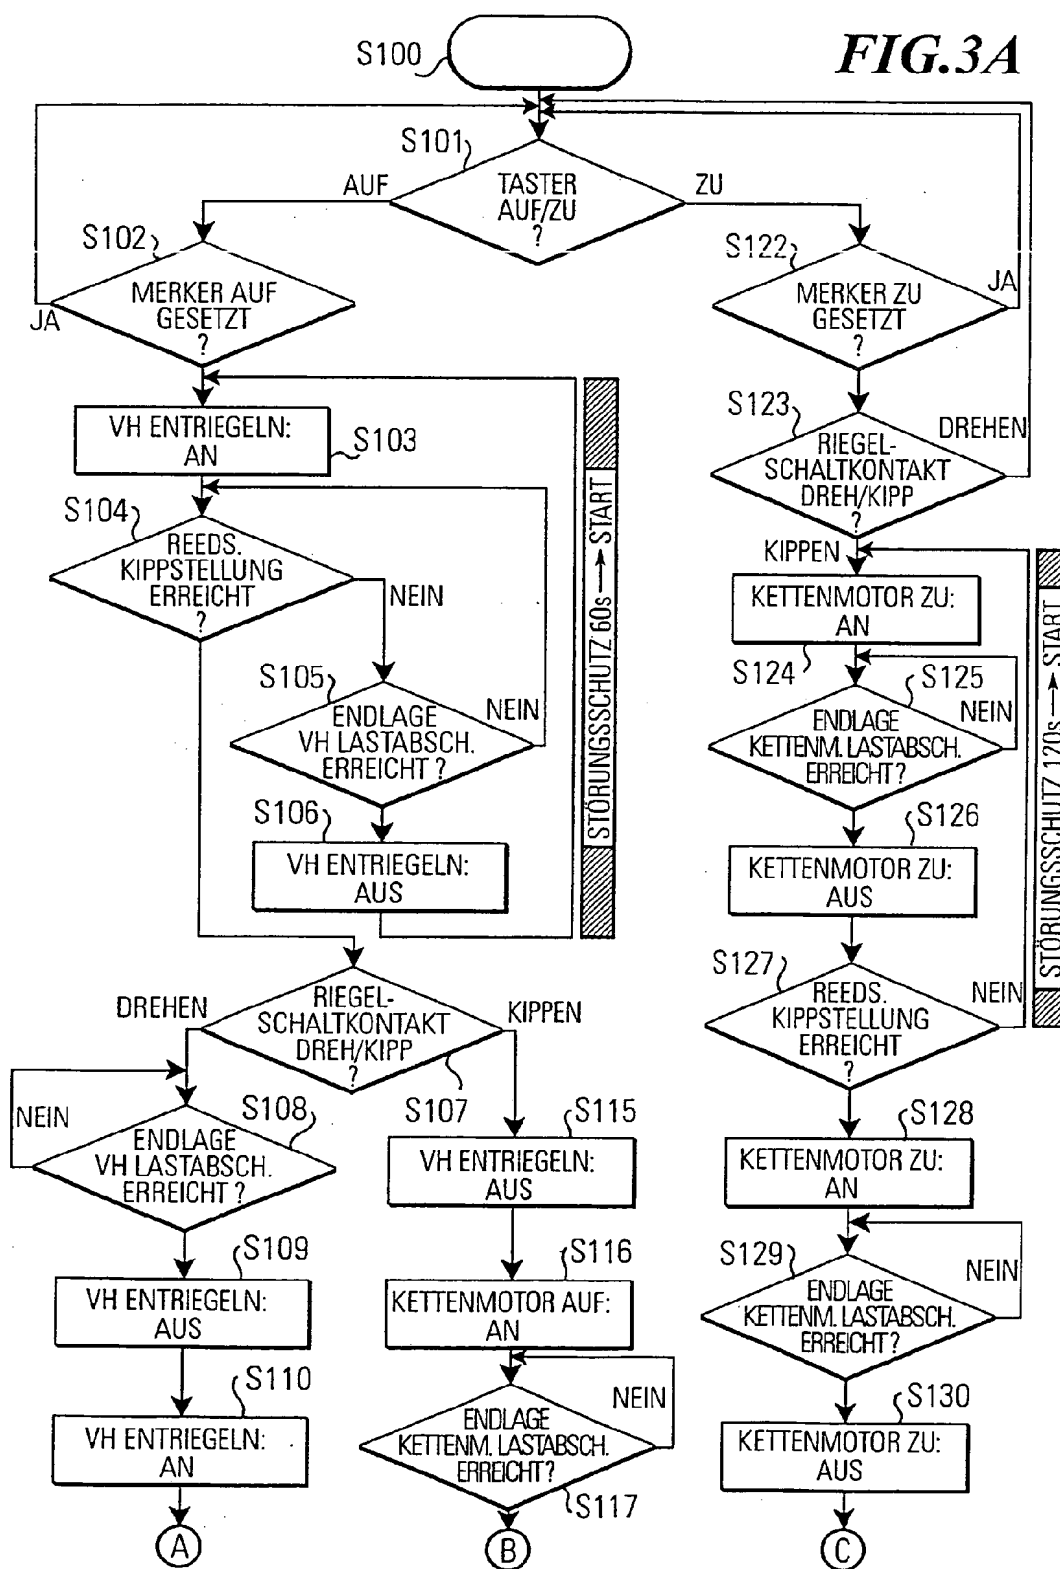 FIG.3A
S100
S101
TASTER
AUF/ZU
?
AUF
ZU
S102
MERKER AUF
GESETZT
?
JA
S122
MERKER ZU
GESETZT
?
JA
VH ENTRIEGELN:
AN
S103
S104
REEDS.
KIPPSTELLUNG
ERREICHT
?
NEIN
S105
ENDLAGE
VH LASTABSCH.
ERREICHT ?
NEIN
S106
VH ENTRIEGELN:
AUS
STÖRUNGSSCHUTZ 60s → START
S123
RIEGEL-
SCHALTKONTAKT
DREH/KIPP
?
DREHEN
KIPPEN
KETTENMOTOR ZU:
AN
S124
S125
ENDLAGE
KETTENM. LASTABSCH.
ERREICHT?
NEIN
S126
KETTENMOTOR ZU:
AUS
S127
REEDS.
KIPPSTELLUNG
ERREICHT
?
NEIN
STÖRUNGSSCHUTZ 120s → START
DREHEN
RIEGEL-
SCHALTKONTAKT
DREH/KIPP
?
KIPPEN
S107
NEIN
S108
ENDLAGE
VH LASTABSCH.
ERREICHT ?
S109
VH ENTRIEGELN:
AUS
S110
VH ENTRIEGELN:
AN
A
S115
VH ENTRIEGELN:
AUS
S116
KETTENMOTOR AUF:
AN
NEIN
ENDLAGE
KETTENM. LASTABSCH.
ERREICHT?
S117
B
S128
KETTENMOTOR ZU:
AN
S129
ENDLAGE
KETTENM. LASTABSCH.
ERREICHT?
NEIN
S130
KETTENMOTOR ZU:
AUS
C